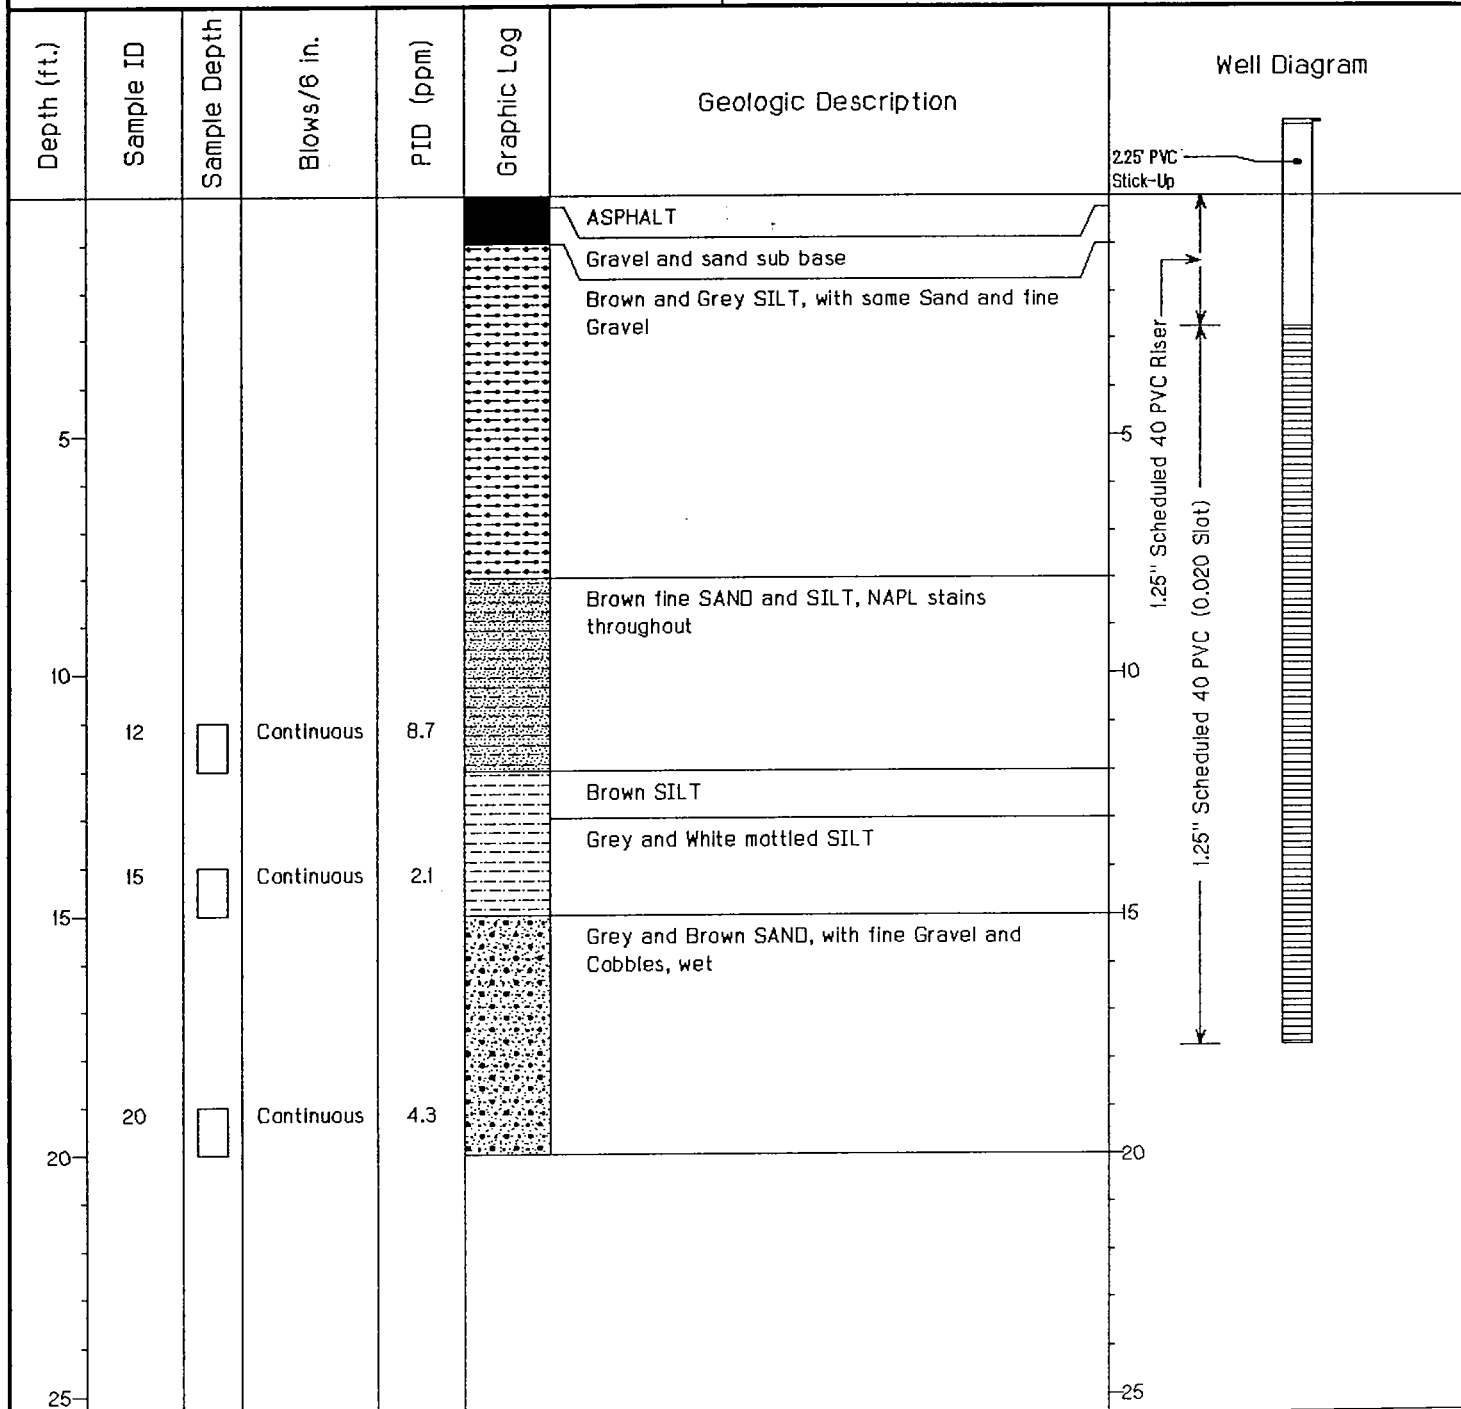 Depth (ft.)
Sample ID
Sample Depth
Blows/6 in.
PID (ppm)
Graphic Log
Geologic Description
Well Diagram
2.25' PVC
Stick-Up
ASPHALT
Gravel and sand sub base
Brown and Grey SILT, with some Sand and fine
Gravel
1.25" Scheduled 40 PVC Riser
1.25" Scheduled 40 PVC (0.020 Slot)
5
5
Brown fine SAND and SILT, NAPL stains
throughout
10
10
12 Continuous 8.7
Brown SILT
Grey and White mottled SILT
15 Continuous 2.1
15
15
Grey and Brown SAND, with fine Gravel and
Cobbles, wet
20 Continuous 4.3
20
20
25
25